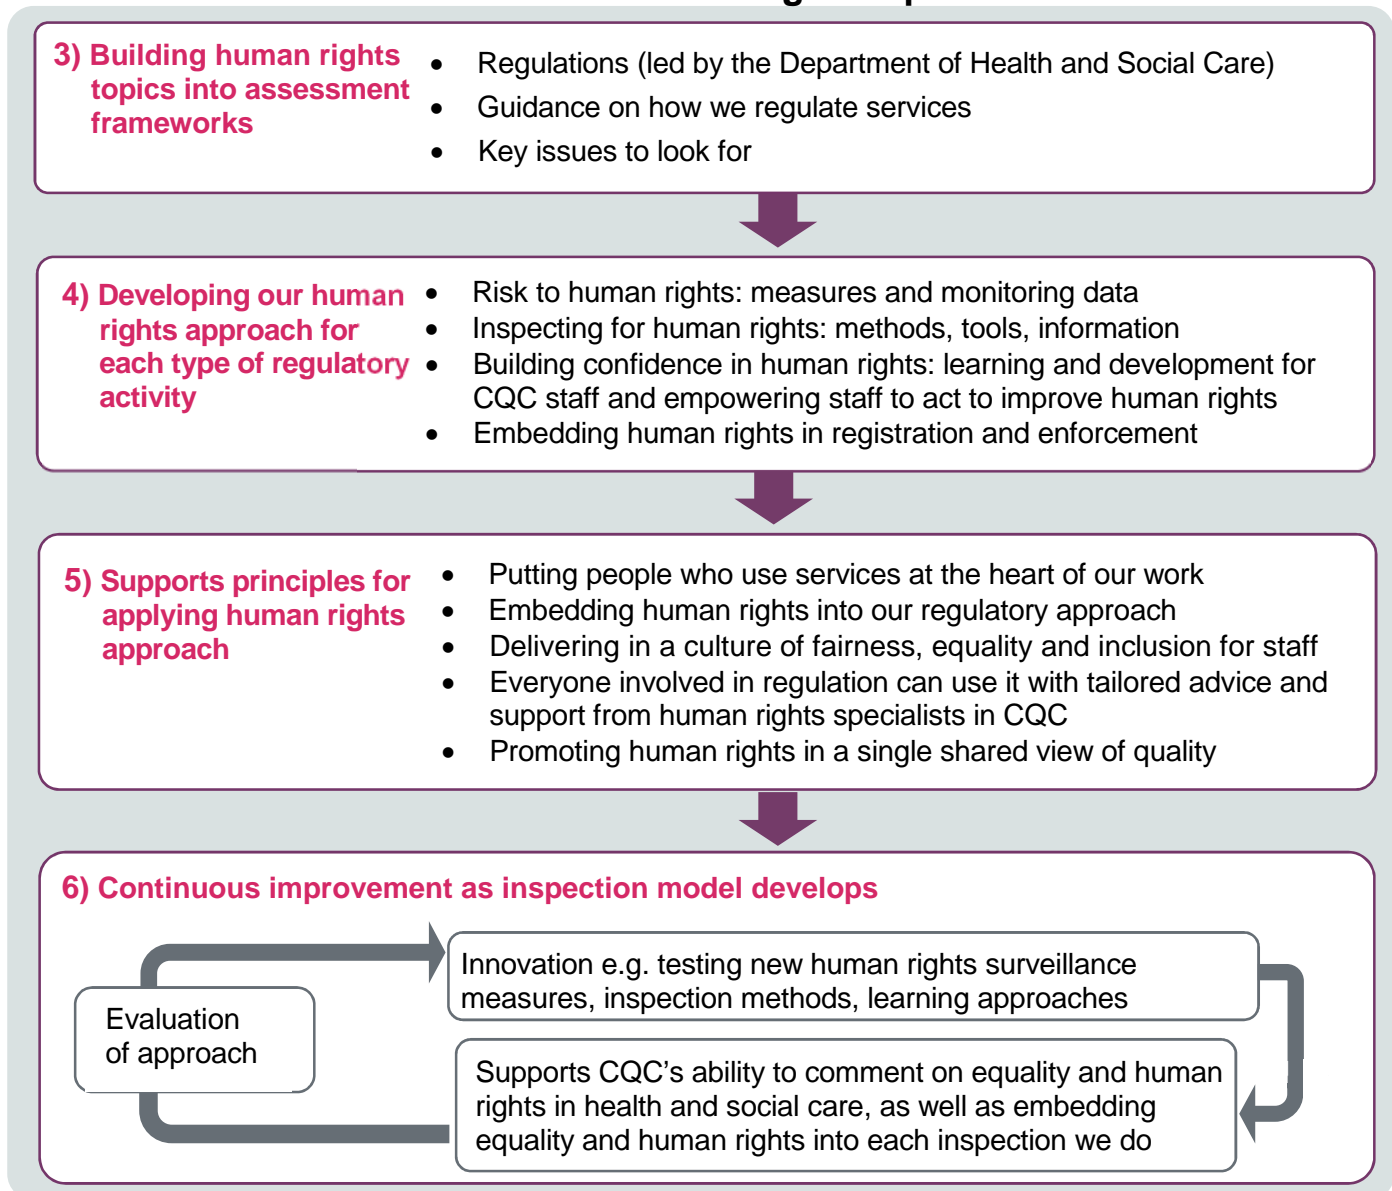 3) Building human rights
topics into assessment
frameworks
• Regulations (led by the Department of Health and Social Care)
• Guidance on how we regulate services
• Key issues to look for
4) Developing our human
rights approach for
each type of regulatory
activity
• Risk to human rights: measures and monitoring data
• Inspecting for human rights: methods, tools, information
• Building confidence in human rights: learning and development for
CQC staff and empowering staff to act to improve human rights
• Embedding human rights in registration and enforcement
5) Supports principles for
applying human rights
approach
• Putting people who use services at the heart of our work
• Embedding human rights into our regulatory approach
• Delivering in a culture of fairness, equality and inclusion for staff
• Everyone involved in regulation can use it with tailored advice and
support from human rights specialists in CQC
• Promoting human rights in a single shared view of quality
6) Continuous improvement as inspection model develops
Innovation e.g. testing new human rights surveillance
measures, inspection methods, learning approaches
Evaluation
of approach
Supports CQC’s ability to comment on equality and human
rights in health and social care, as well as embedding
equality and human rights into each inspection we do